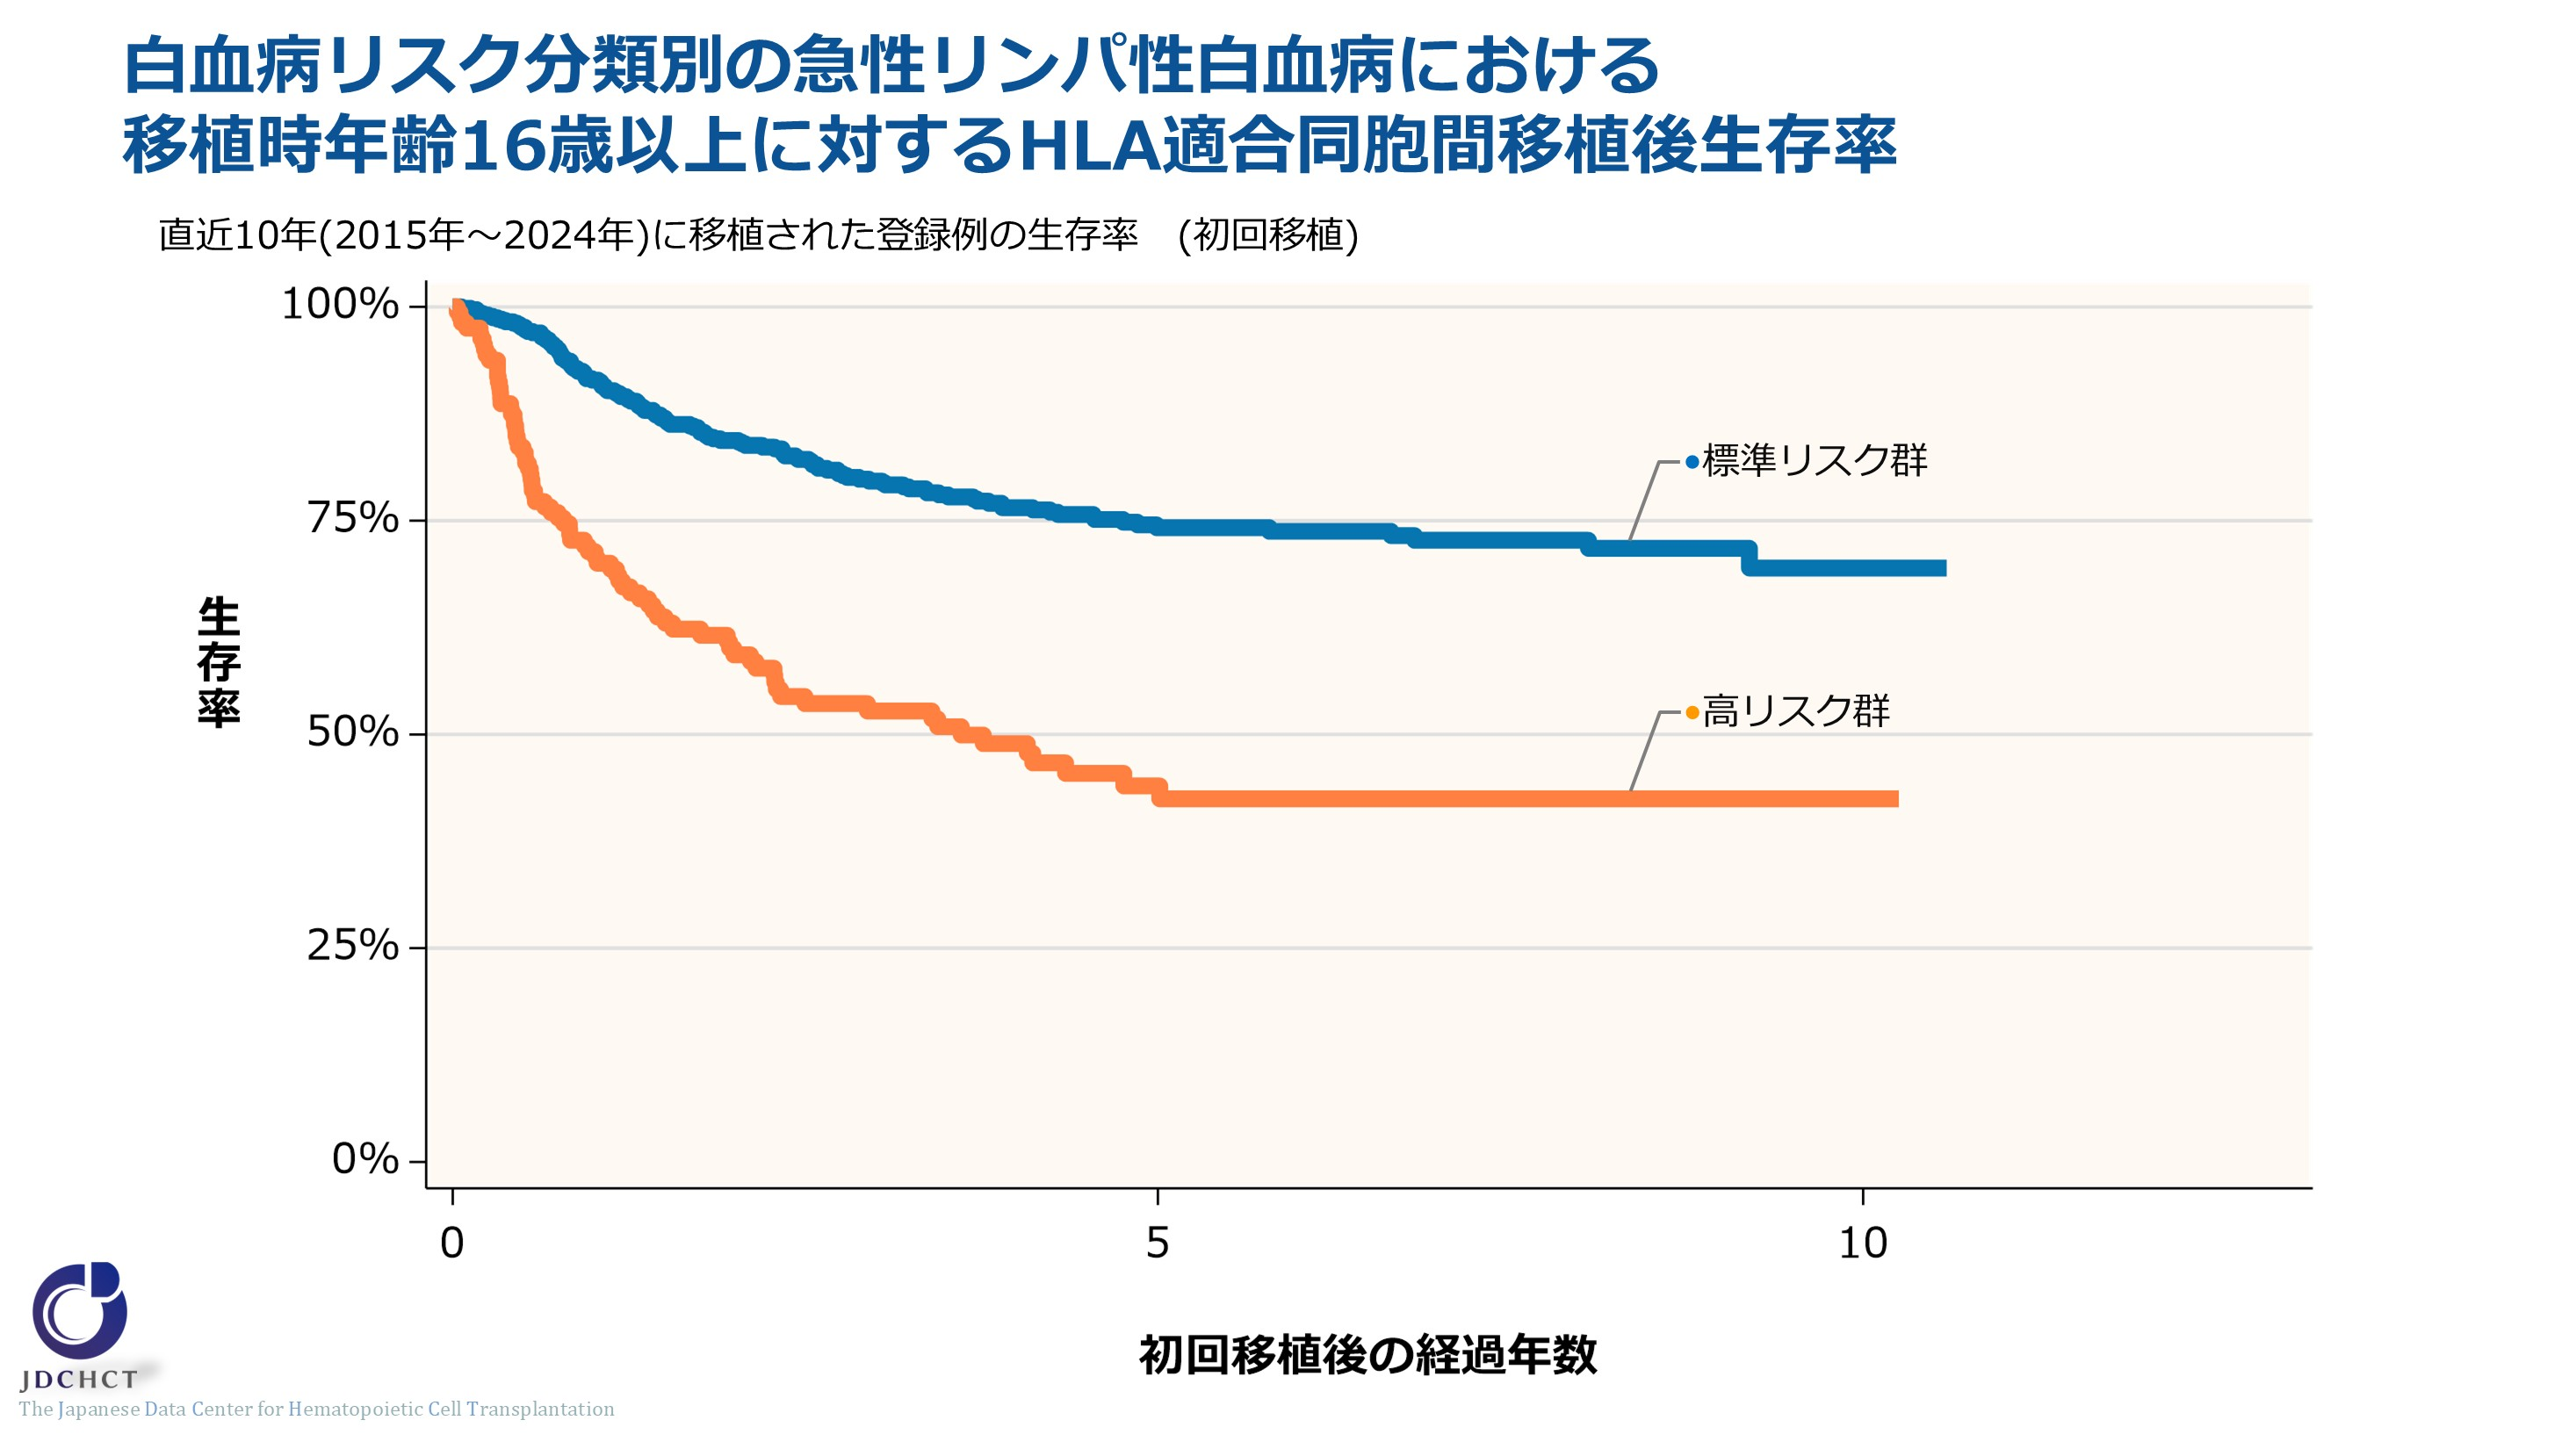 白血病リスク分類別の急性リンパ性白血病における
移植時年齢16歳以上に対するHLA適合同胞間移植後生存率
直近10年(2015年～2024年)に移植された登録例の生存率　(初回移植)
100%
75%
50%
25%
0%
生存率
標準リスク群
高リスク群
0
5
10
初回移植後の経過年数
JDCHCT
The Japanese Data Center for Hematopoietic Cell Transplantation